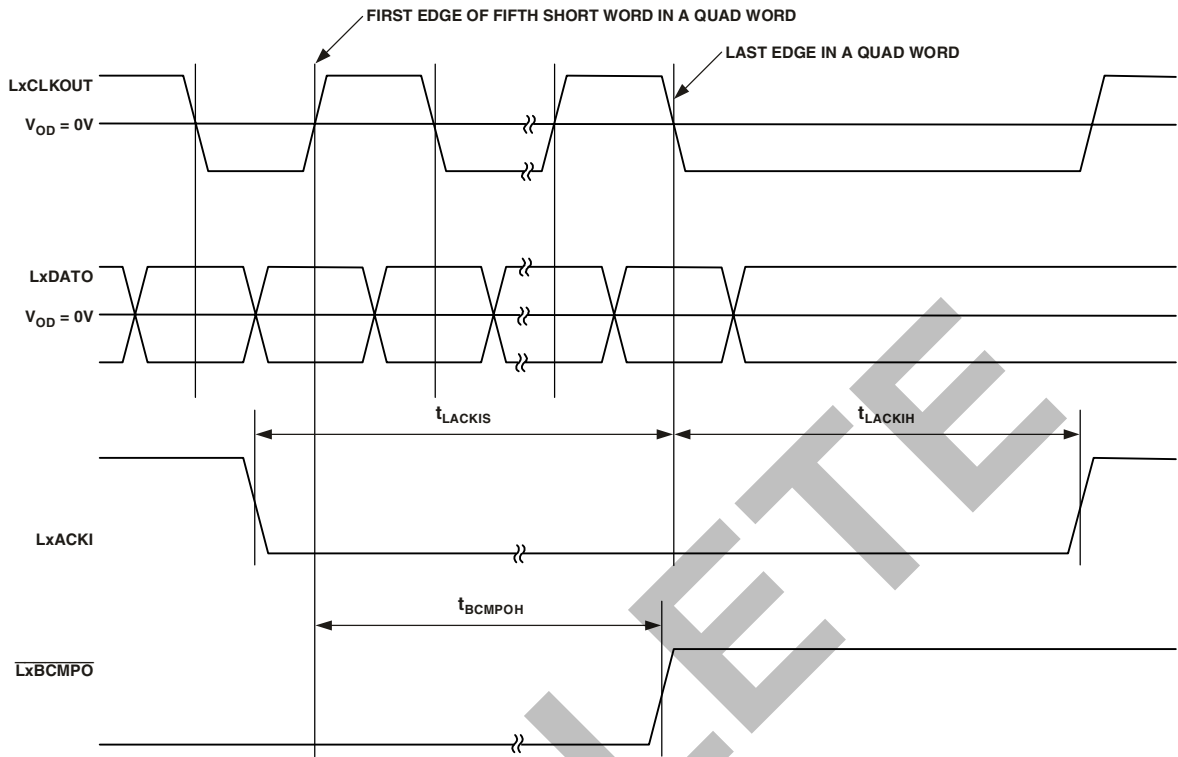 FIRST EDGE OF FIFTH SHORT WORD IN A QUAD WORD
LAST EDGE IN A QUAD WORD
LxCLKOUT
VOD = 0V
LxDATO
VOD = 0V
tLACKIS
tLACKIH
LxACKI
tBCMPOH
LxBCMPO
LETE